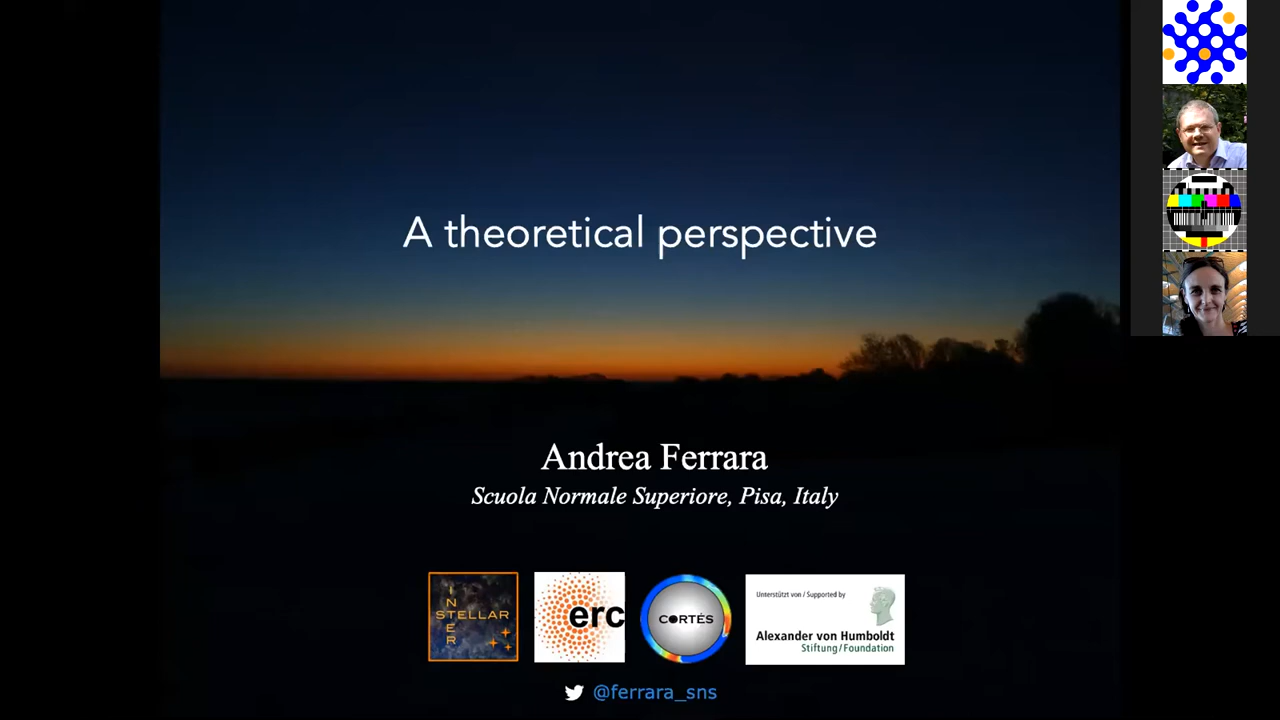 A theoretical perspective
Andrea Ferrara
Scuola Normale Superiore, Pisa, Italy
INTER
STELLAR
erc
CORTÉS
Unterstützt von / Supported by
Alexander von Humboldt
Stiftung/Foundation
@ferrara_sns